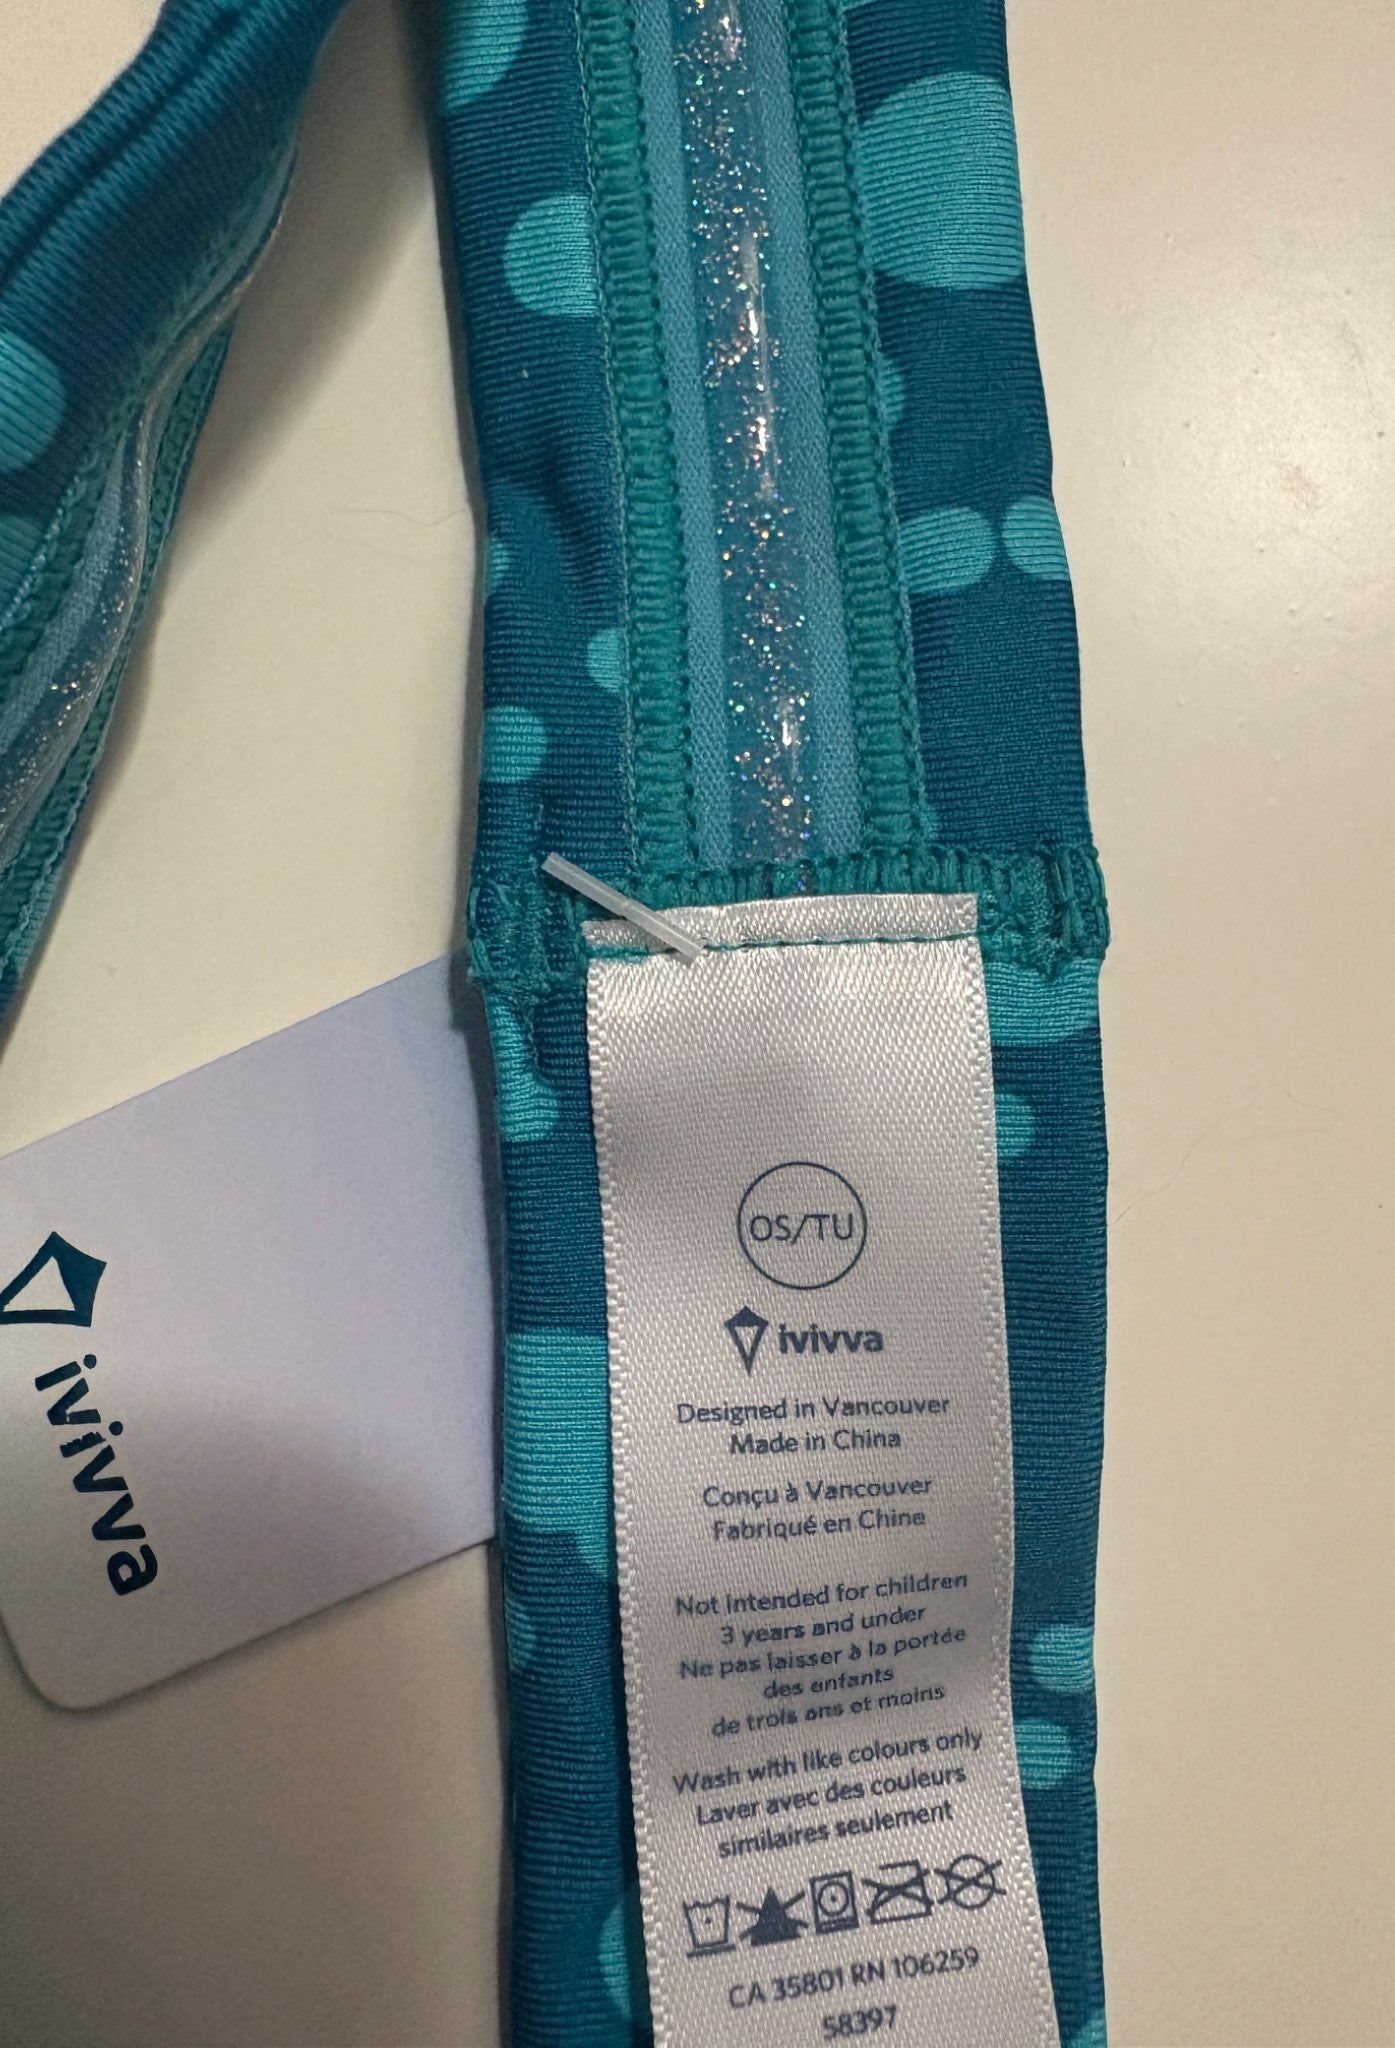 OS/TU
ivivva
Designed in Vancouver
Made in China
Conçu à Vancouver
Fabriqué en Chine
Not intended for children
3 years and under
Ne pas laisser à la portée
des enfants
de trois ans et moins
Wash with like colours only
Laver avec des couleurs
similaires seulement
CA 35801 RN 106259
58397
ivivva